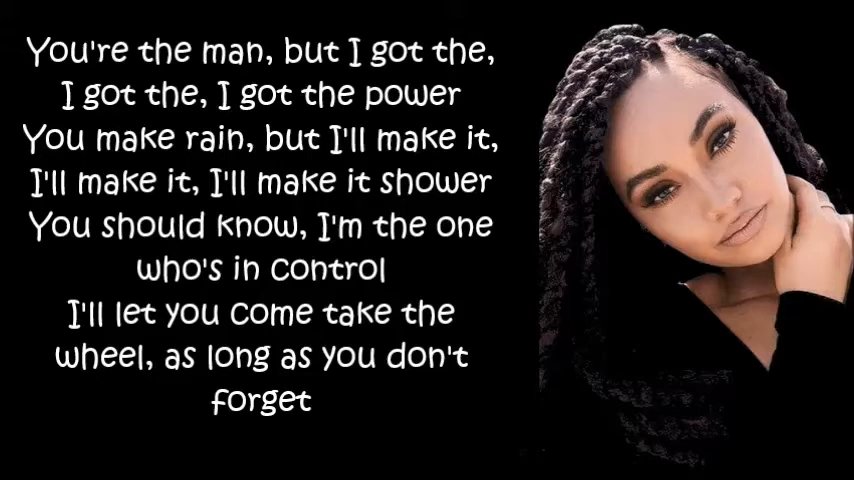 You're the man, but I got the,
I got the, I got the power
You make rain, but I'll make it,
I'll make it, I'll make it shower
You should know, I'm the one
who's in control
I'll let you come take the
wheel, as long as you don't
forget